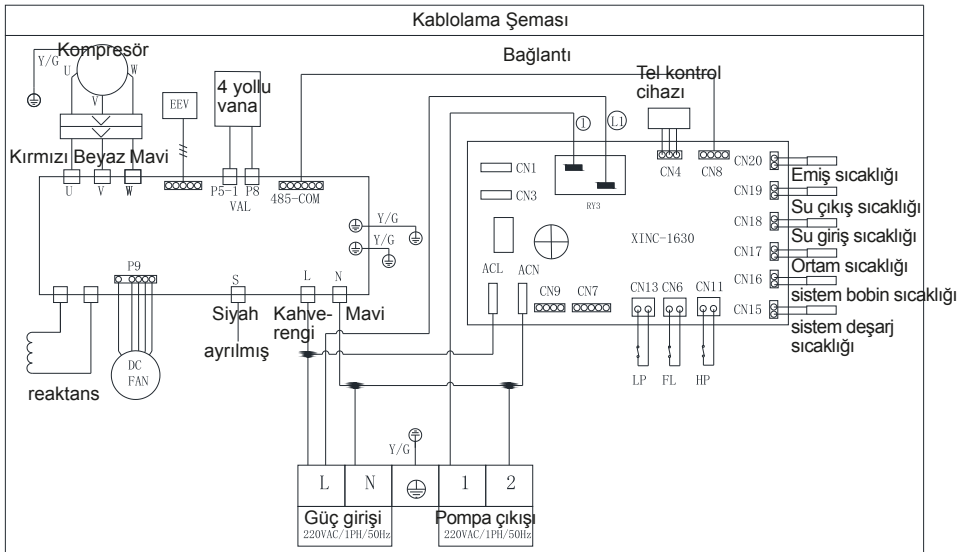 Kablolama Şeması
Kompresör
Y/G
U
W
V
Bağlantı
4 yollu
vana
EEV
Tel kontrol
cihazı
1
L1
Kırmızı Beyaz Mavi
U
V
W
P5-1
P8
VAL
485-COM
Y/G
Y/G
P9
S
L
N
Siyah
ayrılmış
Kahve-
rengi
Mavi
reaktans
DC
FAN
CN1
CN3
RY3
CN4
CN8
XINC-1630
ACL
ACN
CN9
CN7
CN13
CN6
CN11
LP
FL
HP
CN20
Emiş sıcaklığı
CN19
Su çıkış sıcaklığı
CN18
Su giriş sıcaklığı
CN17
Ortam sıcaklığı
CN16
sistem bobin sıcaklığı
CN15
sistem deşarj
sıcaklığı
Y/G
L
N
1
2
Güç girişi
220VAC/1PH/50Hz
Pompa çıkışı
220VAC/1PH/50Hz